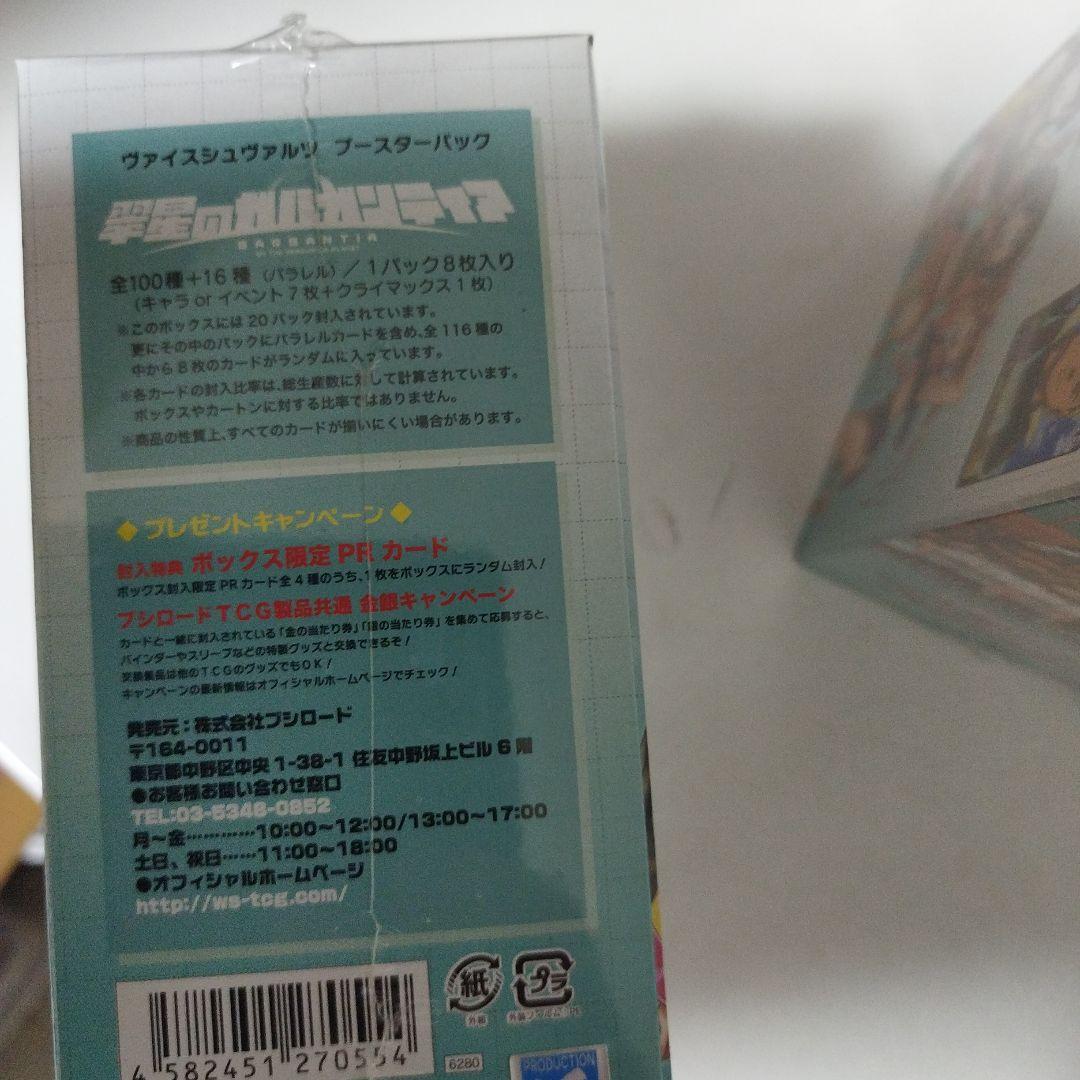 ヴァイスシュヴァルツ ブースターパック
翠星のガルガンティア
GARGANTIA
全100種+16種（パラレル）/1パック8枚入り
（キャラorイベント7枚+クライマックス1枚）
※このボックスには20パック封入されています。
更にその中のパックにパラレルカードを含め、全116種の
中から8枚のカードがランダムに入っています。
※各カードの封入比率は、総生産数に対して計算されています。
ボックスやカートンに対する比率ではありません。
※商品の性質上、すべてのカードが揃いにくい場合があります。
◆プレゼントキャンペーン◆
封入特典 ボックス限定PRカード
ボックス封入限定PRカード全4種のうち、1枚をボックスにランダム封入!
ブシロードTCG製品共通 金銀キャンペーン
カードと一緒に封入されている「金の当たり券」「銀の当たり券」を集めて応募すると、
バインダーやスリーブなどの特製グッズと交換できるぞ!
交換景品は他のTCGのグッズでもOK!
キャンペーンの最新情報はオフィシャルホームページでチェック!
発売元:株式会社ブシロード
〒164-0011
東京都中野区中央1-38-1 住友中野坂上ビル6階
●お客様お問い合わせ窓口
TEL:03-5348-0852
月～金…………10:00～12:00/13:00～17:00
土日、祝日……11:00～18:00
●オフィシャルホームページ
http://ws-tcg.com/
紙 プラ
外箱 外装フィルム:PE
4 582451 270554
6280
PRODUCTION